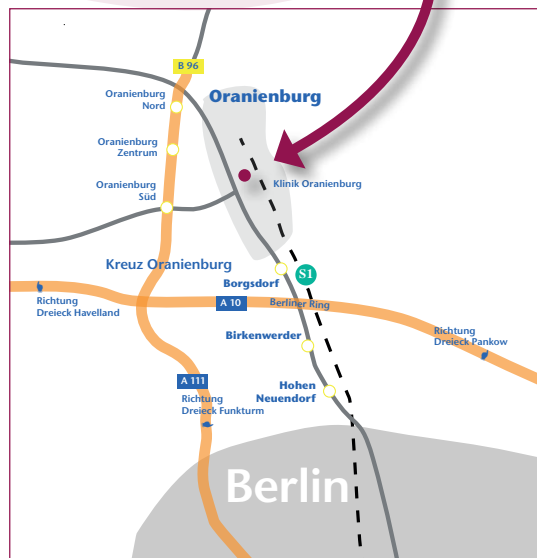 B 96
Oranienburg
Nord
Oranienburg
Oranienburg
Zentrum
Klinik Oranienburg
Oranienburg
Süd
Kreuz Oranienburg
S1
Borgsdorf
Richtung
Dreieck Havelland
A 10
Berliner Ring
Birkenwerder
Richtung
Dreieck Pankow
A 111
Richtung
Dreieck Funkturm
Hohen
Neuendorf
Berlin